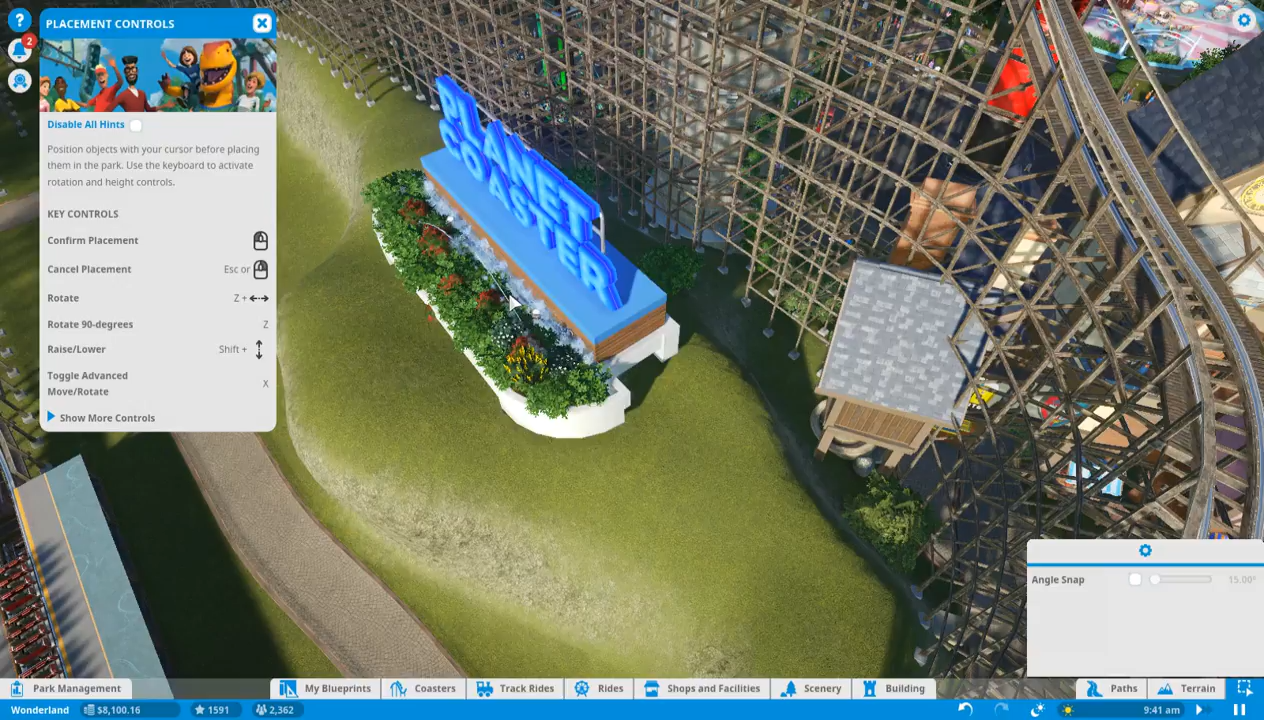 ?
PLACEMENT CONTROLS
2
Disable All Hints
Position objects with your cursor before placing
them in the park. Use the keyboard to activate
rotation and height controls.
KEY CONTROLS
Confirm Placement
Cancel Placement Esc or
Rotate Z +
Rotate 90-degrees Z
Raise/Lower Shift +
Toggle Advanced
Move/Rotate X
Show More Controls
PLANET
COASTER
Angle Snap 15.00°
Park Management My Blueprints Coasters Track Rides Rides Shops and Facilities Scenery Building Paths Terrain
Wonderland $8,100.16 1591 2,362 9:41 am